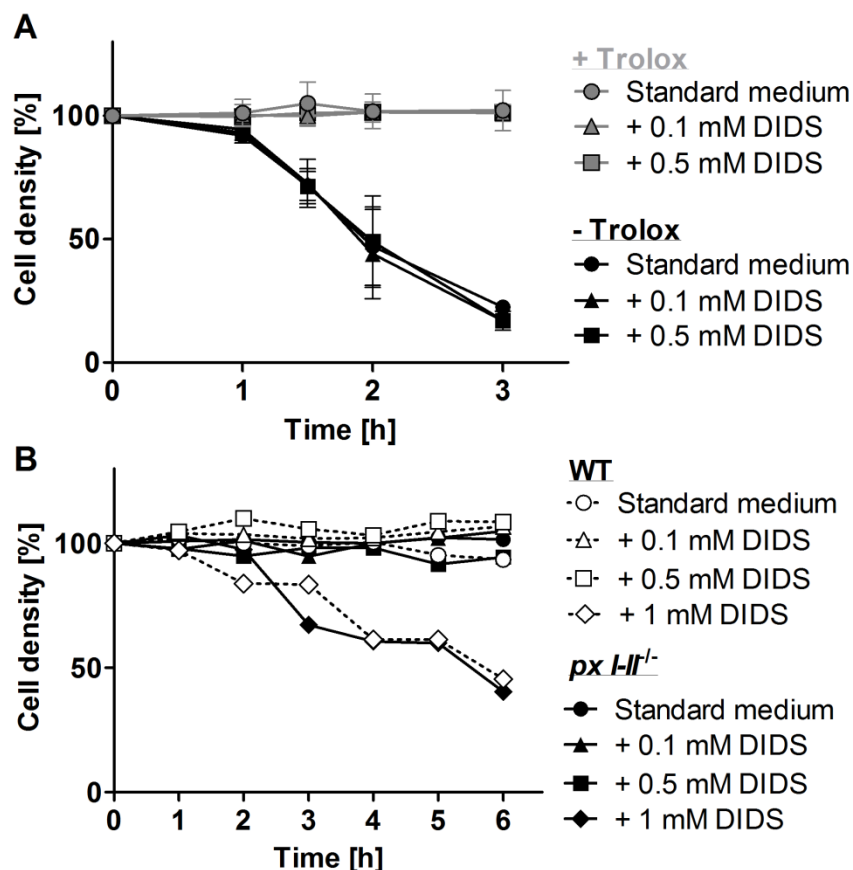 A
Cell density [%]
100
50
0
0 1 2 3
Time [h]
+ Trolox
Standard medium
+ 0.1 mM DIDS
+ 0.5 mM DIDS
- Trolox
Standard medium
+ 0.1 mM DIDS
+ 0.5 mM DIDS
B
Cell density [%]
100
50
0
0 1 2 3 4 5 6
Time [h]
WT
Standard medium
+ 0.1 mM DIDS
+ 0.5 mM DIDS
+ 1 mM DIDS
px I-II-/-
Standard medium
+ 0.1 mM DIDS
+ 0.5 mM DIDS
+ 1 mM DIDS